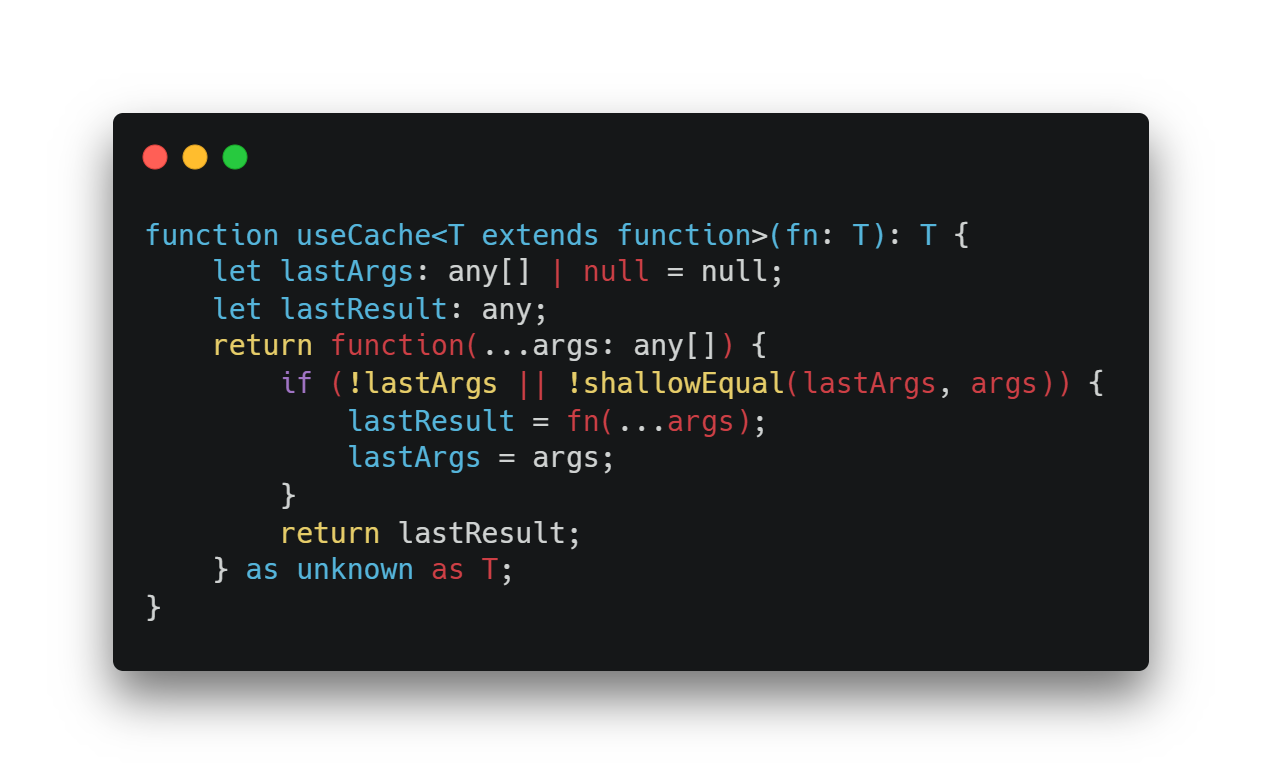 function useCache<T extends function>(fn: T): T {
    let lastArgs: any[] | null = null;
    let lastResult: any;
    return function(...args: any[]) {
        if (!lastArgs || !shallowEqual(lastArgs, args)) {
            lastResult = fn(...args);
            lastArgs = args;
        }
        return lastResult;
    } as unknown as T;
}